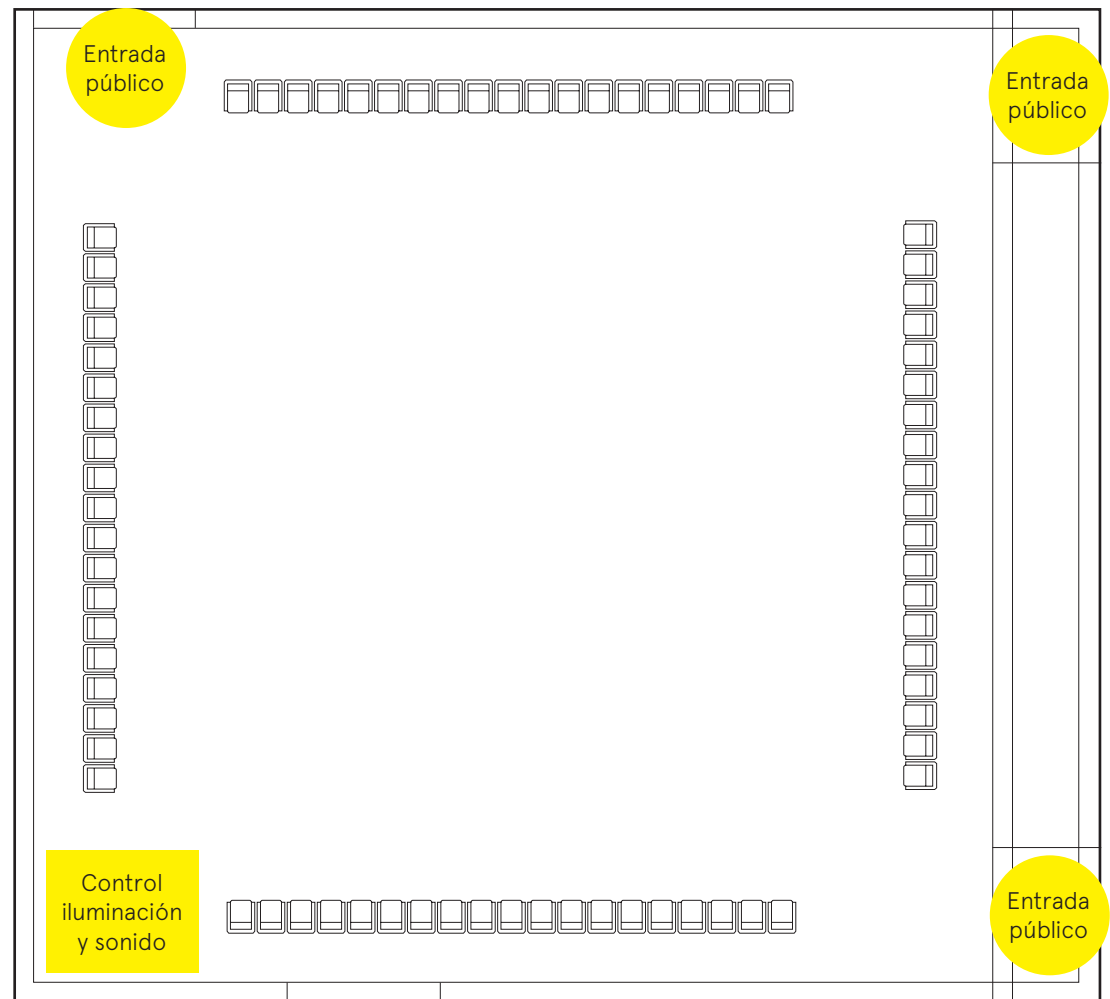 Entrada
público
Entrada
público
Control
iluminación
y sonido
Entrada
público